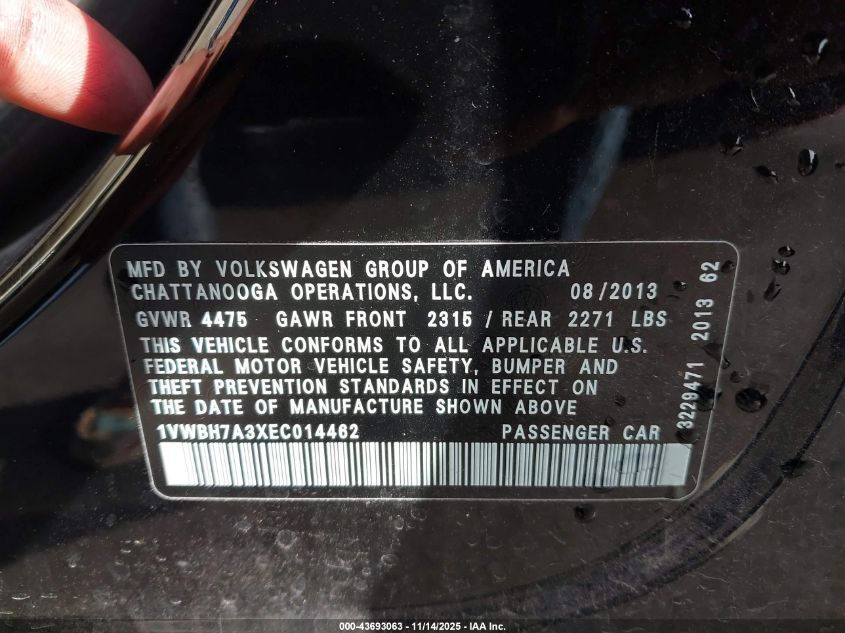 MFD BY VOLKSWAGEN GROUP OF AMERICA
CHATTANOOGA OPERATIONS, LLC. 08/2013
GVWR 4475 GAWR FRONT 2315 / REAR 2271 LBS
THIS VEHICLE CONFORMS TO ALL APPLICABLE U.S.
FEDERAL MOTOR VEHICLE SAFETY, BUMPER AND
THEFT PREVENTION STANDARDS IN EFFECT ON
THE DATE OF MANUFACTURE SHOWN ABOVE
1VWBH7A3XEC014462 PASSENGER CAR
3229471 2013 62
000-43693063 | 11/14/2025 - IAA Inc.